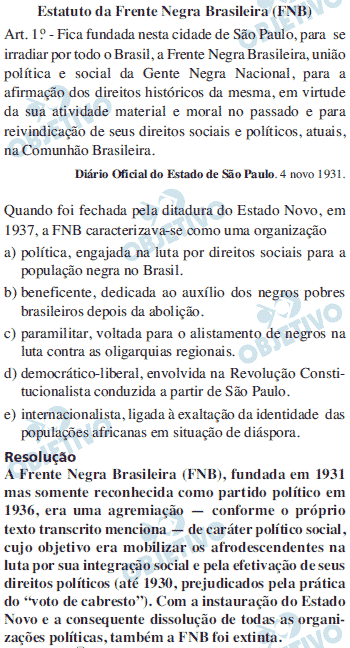 Estatuto da Frente Negra Brasileira (FNB)
Art. 1º - Fica fundada nesta cidade de São Paulo, para se
irradiar por todo o Brasil, a Frente Negra Brasileira, união
política e social da Gente Negra Nacional, para a
afirmação dos direitos históricos da mesma, em virtude
da sua atividade material e moral no passado e para
reivindicação de seus direitos sociais e políticos, atuais,
na Comunhão Brasileira.
Diário Oficial do Estado de São Paulo. 4 novo 1931.
Quando foi fechada pela ditadura do Estado Novo, em
1937, a FNB caracterizava-se como uma organização
a) política, engajada na luta por direitos sociais para a
população negra no Brasil.
b) beneficente, dedicada ao auxílio dos negros pobres
brasileiros depois da abolição.
c) paramilitar, voltada para o alistamento de negros na
luta contra as oligarquias regionais.
d) democrático-liberal, envolvida na Revolução Consti-
tucionalista conduzida a partir de São Paulo.
e) internacionalista, ligada à exaltação da identidade das
populações africanas em situação de diáspora.
Resolução
A Frente Negra Brasileira (FNB), fundada em 1931
mas somente reconhecida como partido político em
1936, era uma agremiação — conforme o próprio
texto transcrito menciona — de caráter político social,
cujo objetivo era mobilizar os afrodescendentes na
luta por sua integração social e pela efetivação de seus
direitos políticos (até 1930, prejudicados pela prática
do “voto de cabresto”). Com a instauração do Estado
Novo e a consequente dissolução de todas as organi-
zações políticas, também a FNB foi extinta.
OBJETIVO
OBJETIVO
OBJETIVO
OBJETIVO
OBJETIVO
OBJETIVO